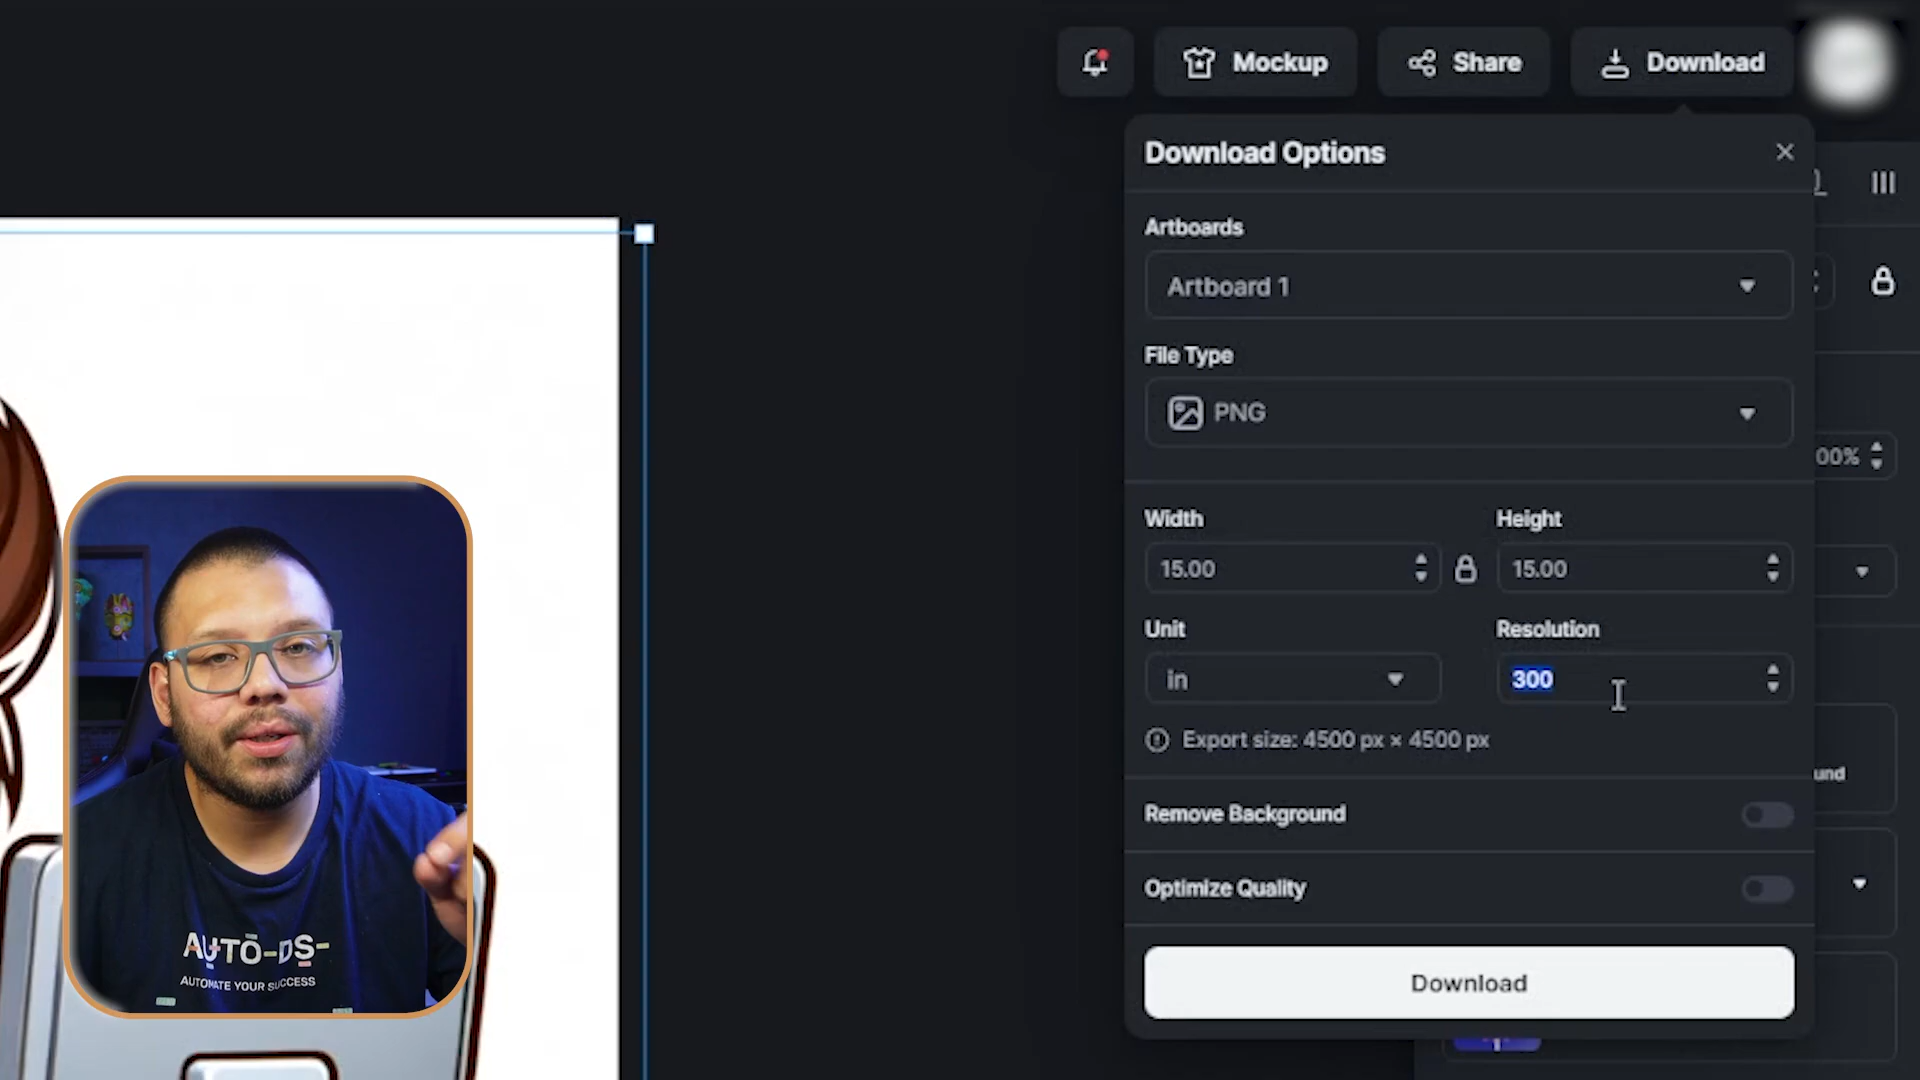 Mockup
Share
Download
Download Options
Artboards
Artboard 1
File Type
PNG
00%
Width
Height
15.00
15.00
Unit
Resolution
in
300
Export size: 4500 px × 4500 px
und
Remove Background
Optimize Quality
Download
AUTO-DS-
AUTOMATE YOUR SUCCESS